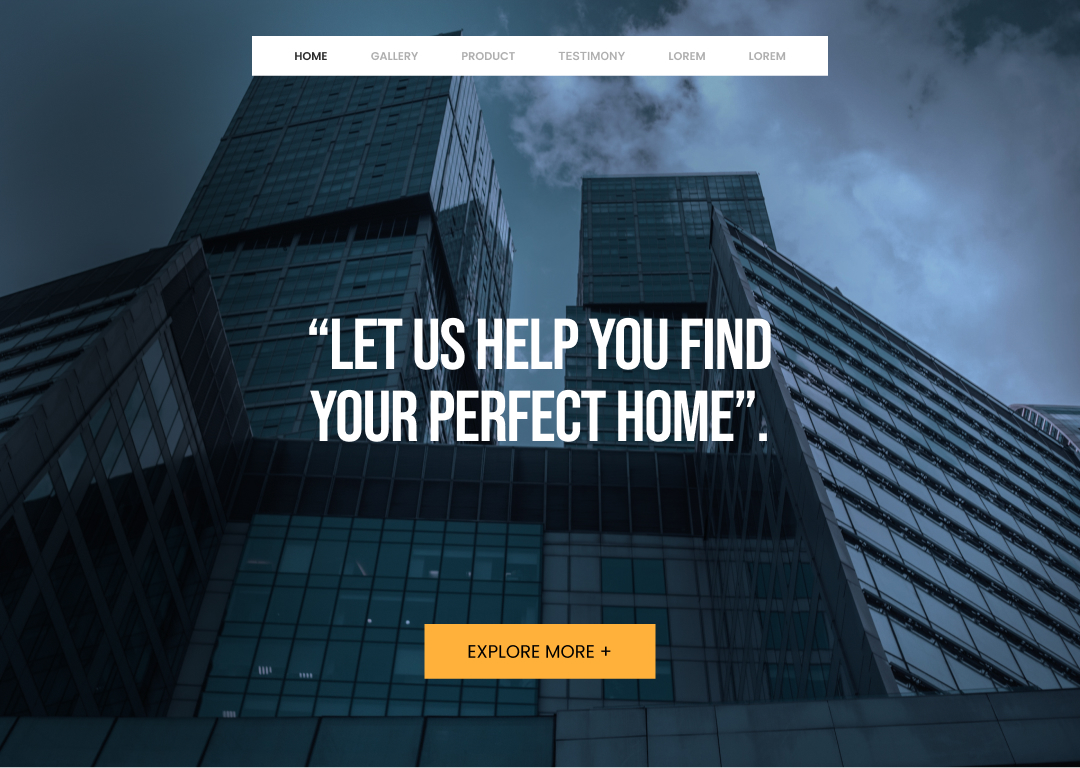 HOME GALLERY PRODUCT TESTIMONY LOREM LOREM
“LET US HELP YOU FIND
YOUR PERFECT HOME”.
EXPLORE MORE +